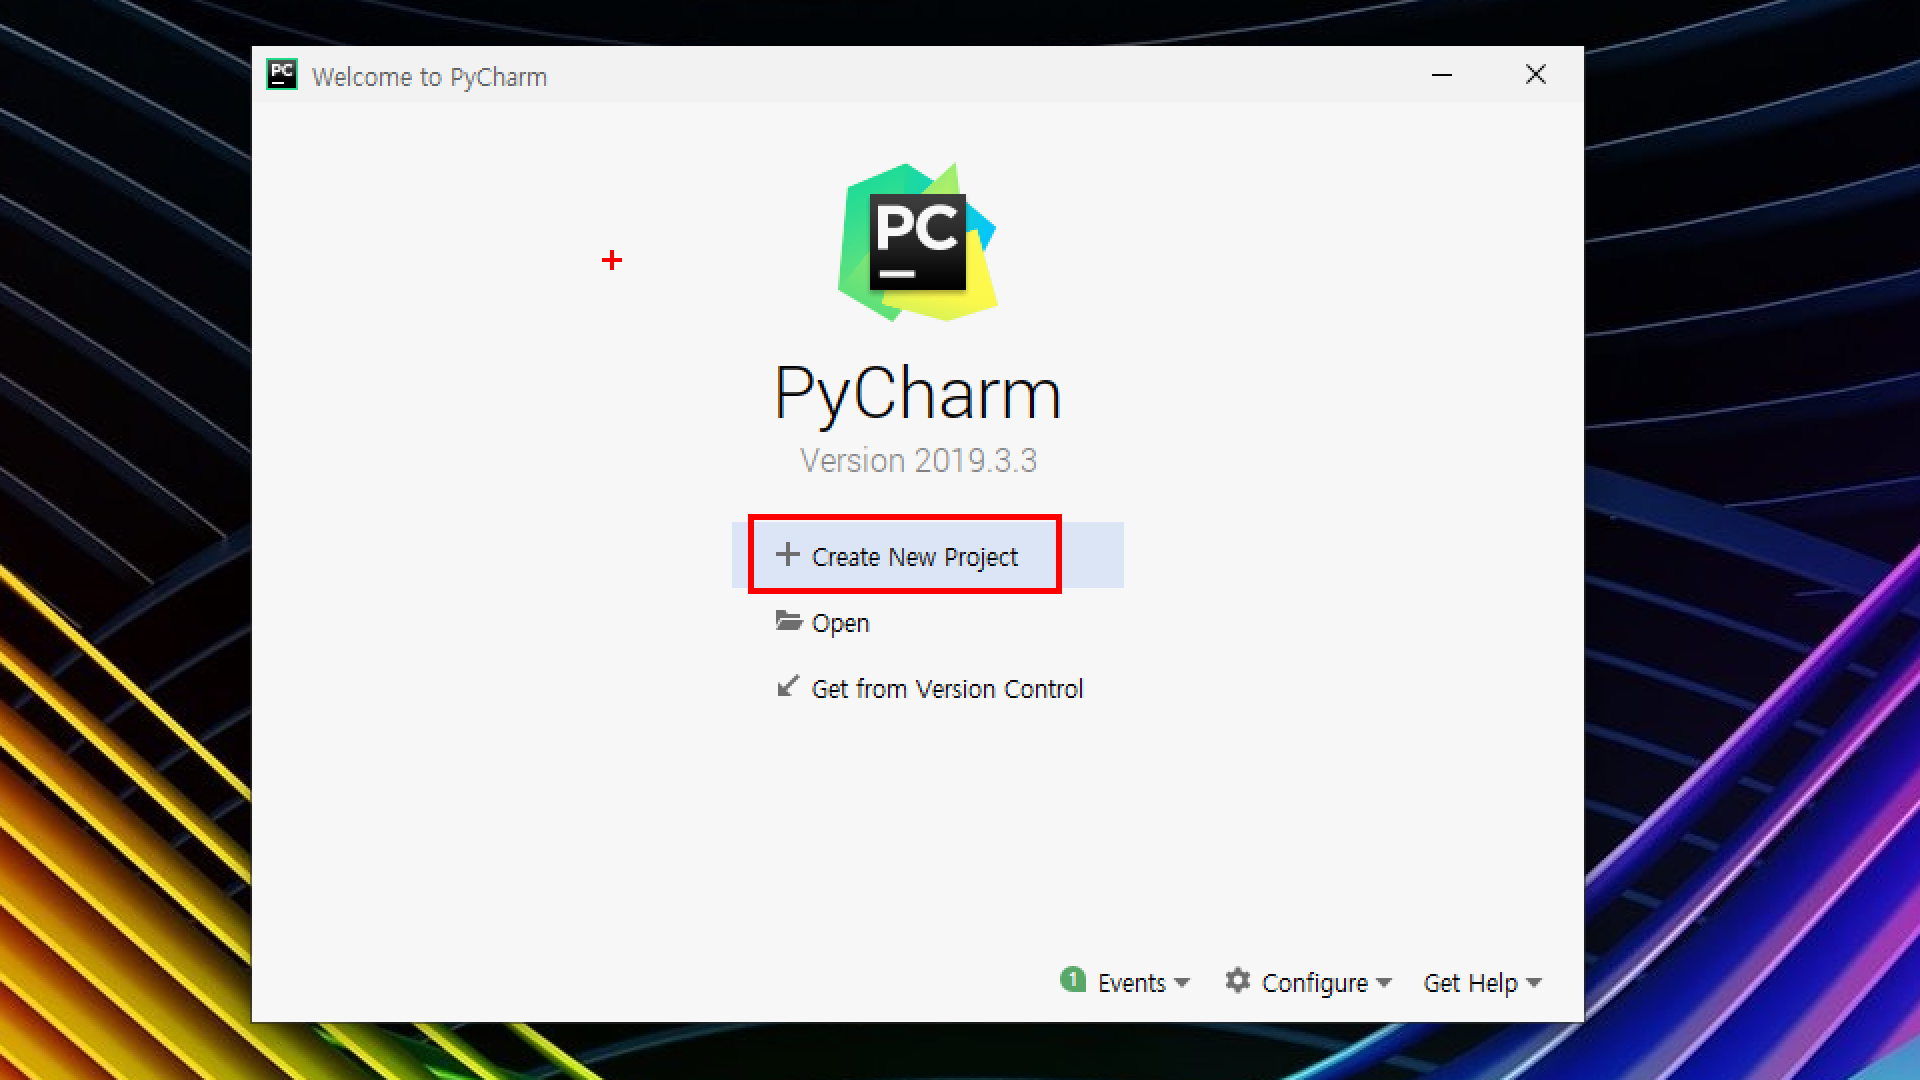 PC Welcome to PyCharm
PC
PyCharm
Version 2019.3.3
Create New Project
Open
Get from Version Control
1 Events Configure Get Help